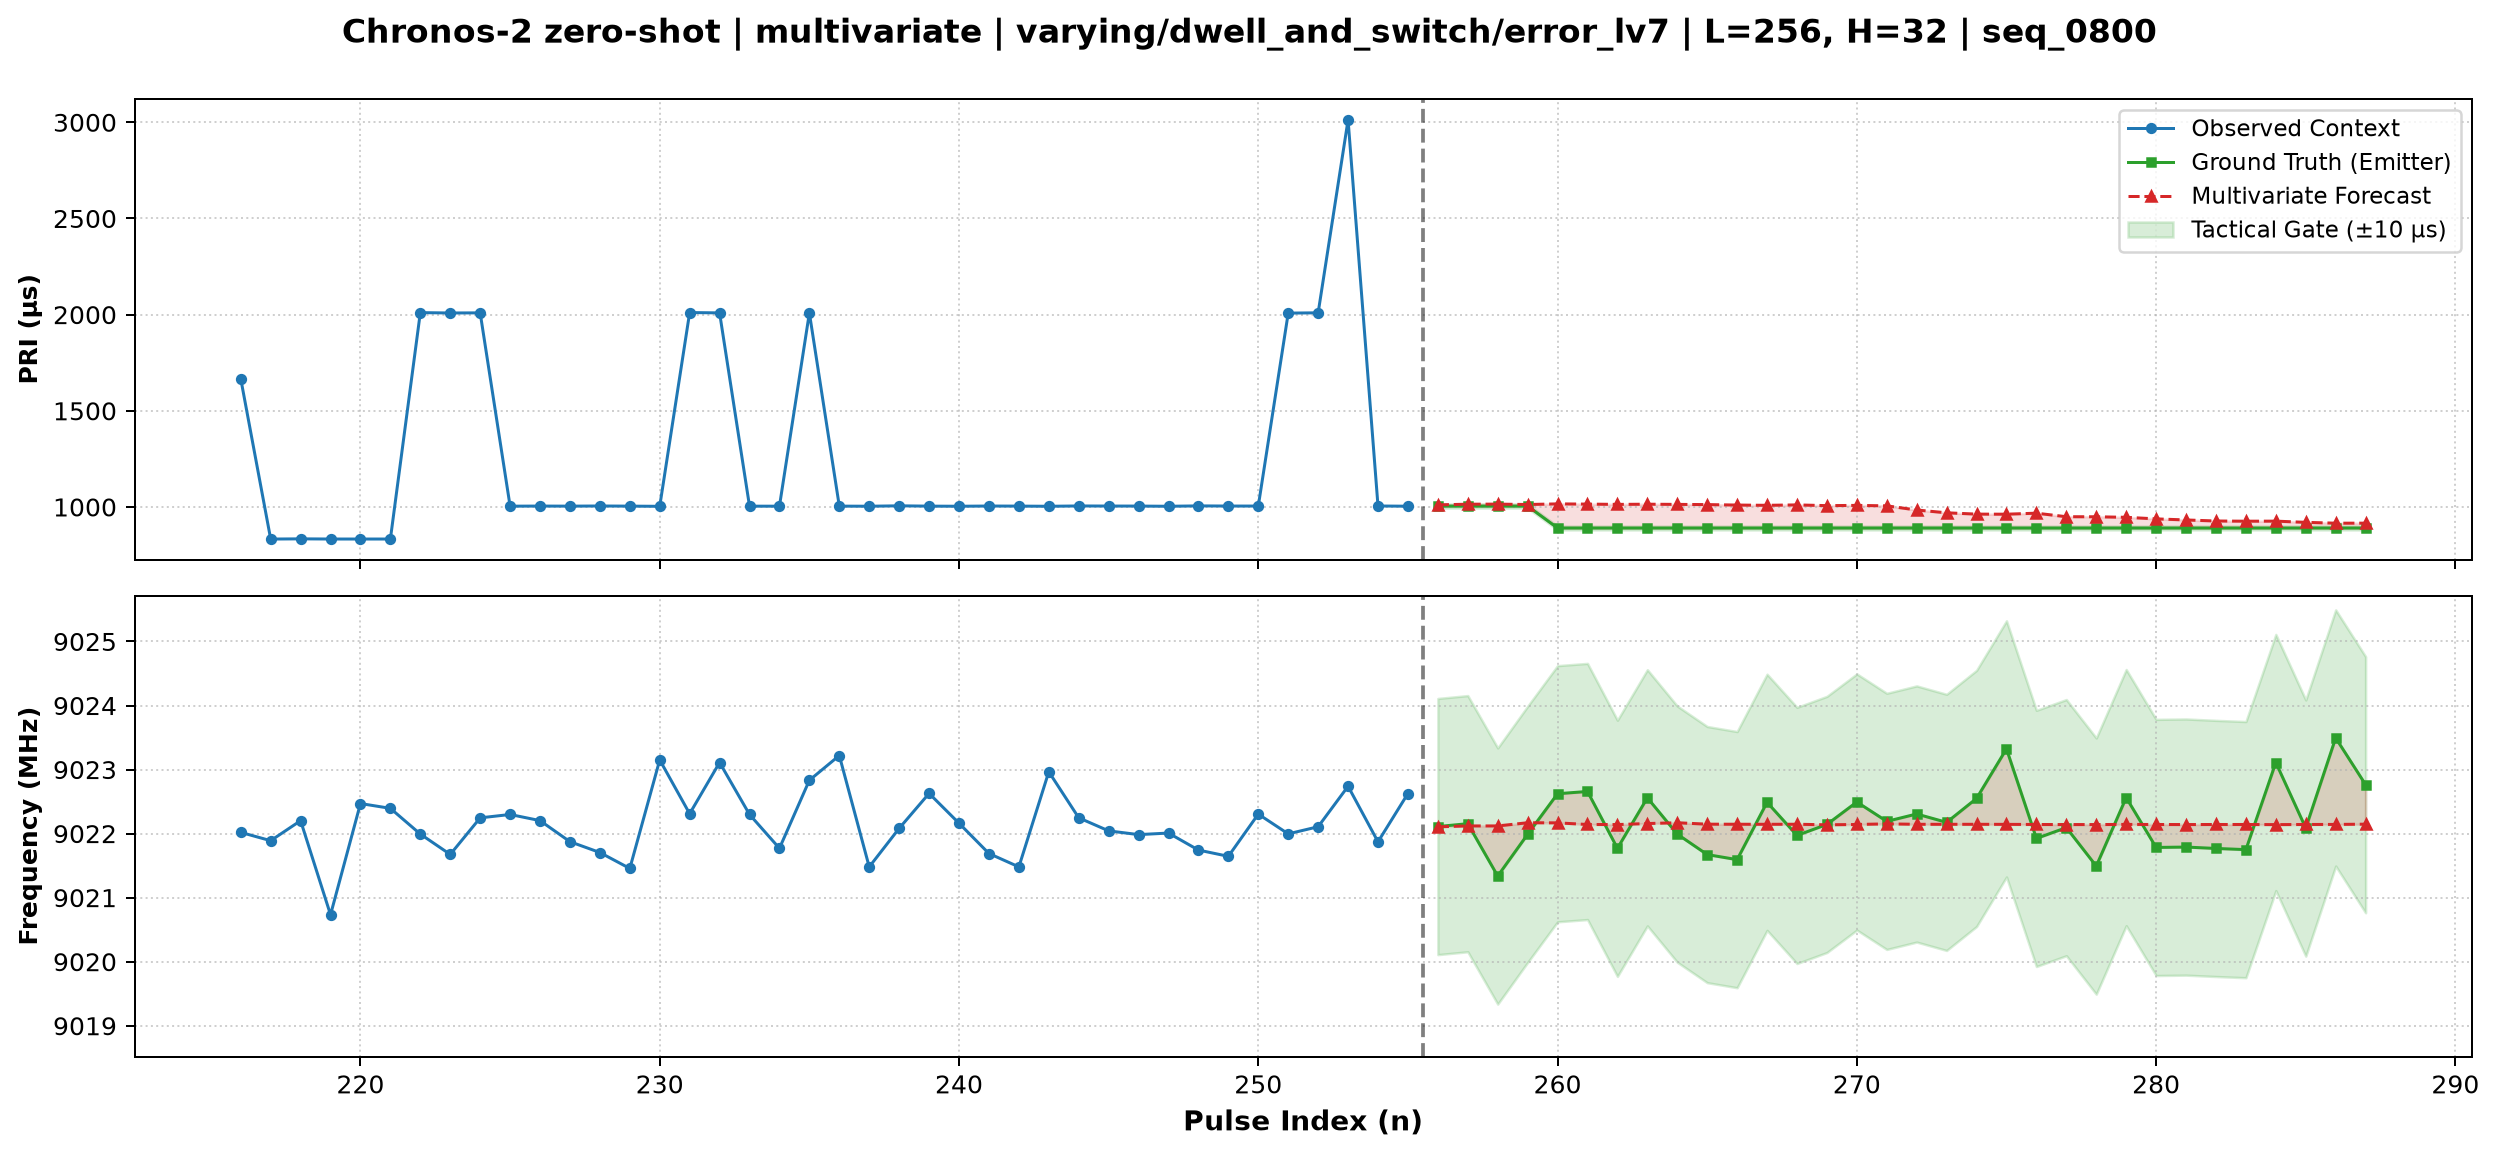 Chronos-2 zero-shot | multivariate | varying/dwell_and_switch/error_lv7 | L=256, H=32 | seq_0800
3000
2500
2000
1500
1000
PRI (µs)
Observed Context
Ground Truth (Emitter)
Multivariate Forecast
Tactical Gate (±10 µs)
9025
9024
9023
9022
9021
9020
9019
Frequency (MHz)
220
230
240
250
260
270
280
290
Pulse Index (n)